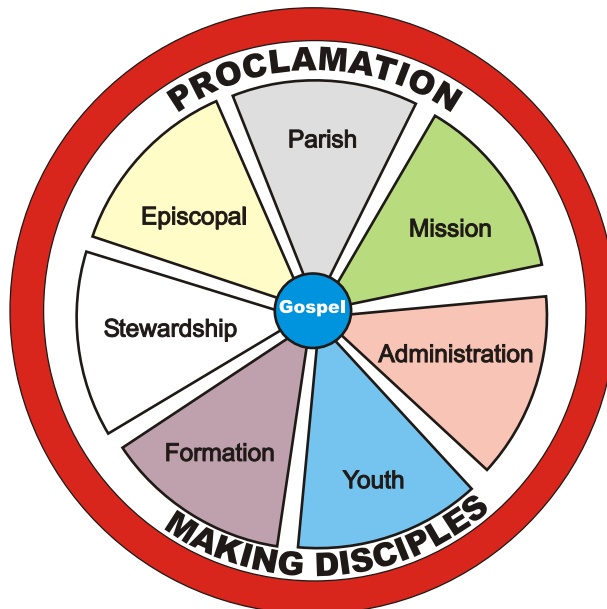 PROCLAMATION
Parish
Episcopal
Mission
Gospel
Stewardship
Administration
Formation
Youth
MAKING DISCIPLES